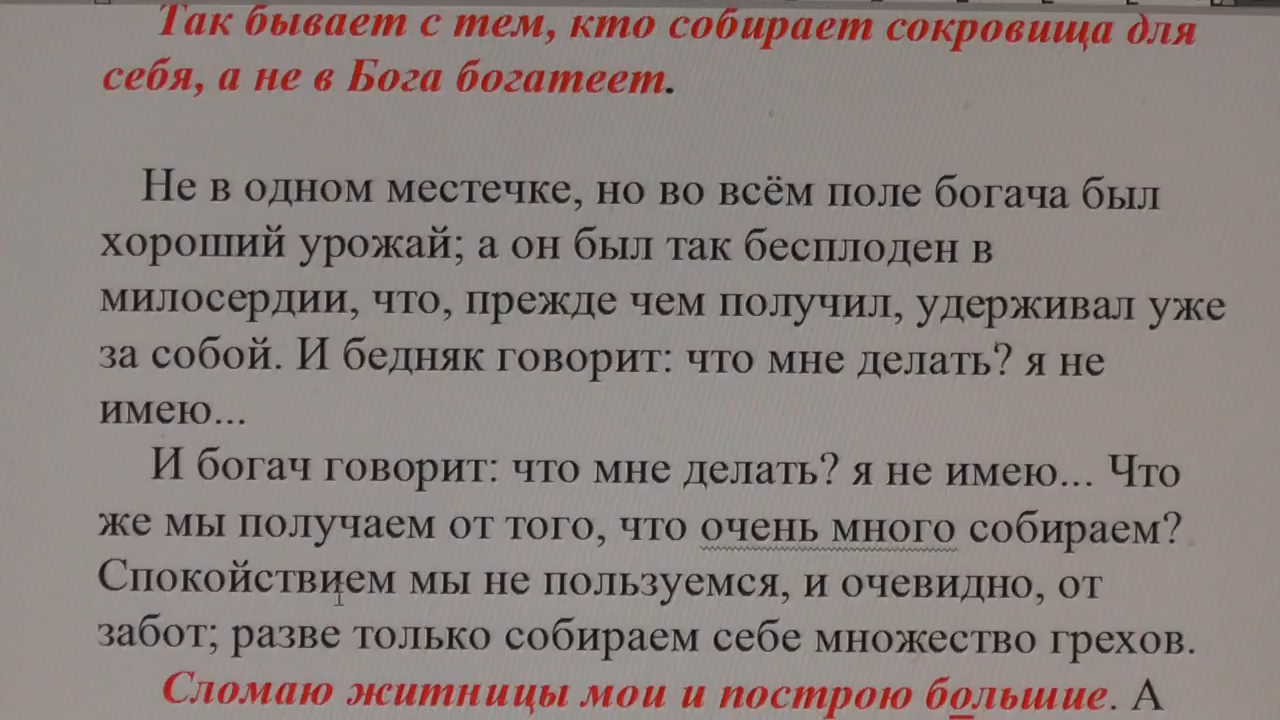 Так бывает с тем, кто собирает сокровища для
себя, а не в Бога богатеет.
Не в одном местечке, но во всём поле богача был
хороший урожай; а он был так бесплоден в
милосердии, что, прежде чем получил, удерживал уже
за собой. И бедняк говорит: что мне делать? я не
имею...
И богач говорит: что мне делать? я не имею... Что
же мы получаем от того, что очень много собираем?
Спокойствием мы не пользуемся, и очевидно, от
забот; разве только собираем себе множество грехов.
Сломаю житницы мои и построю большие. А